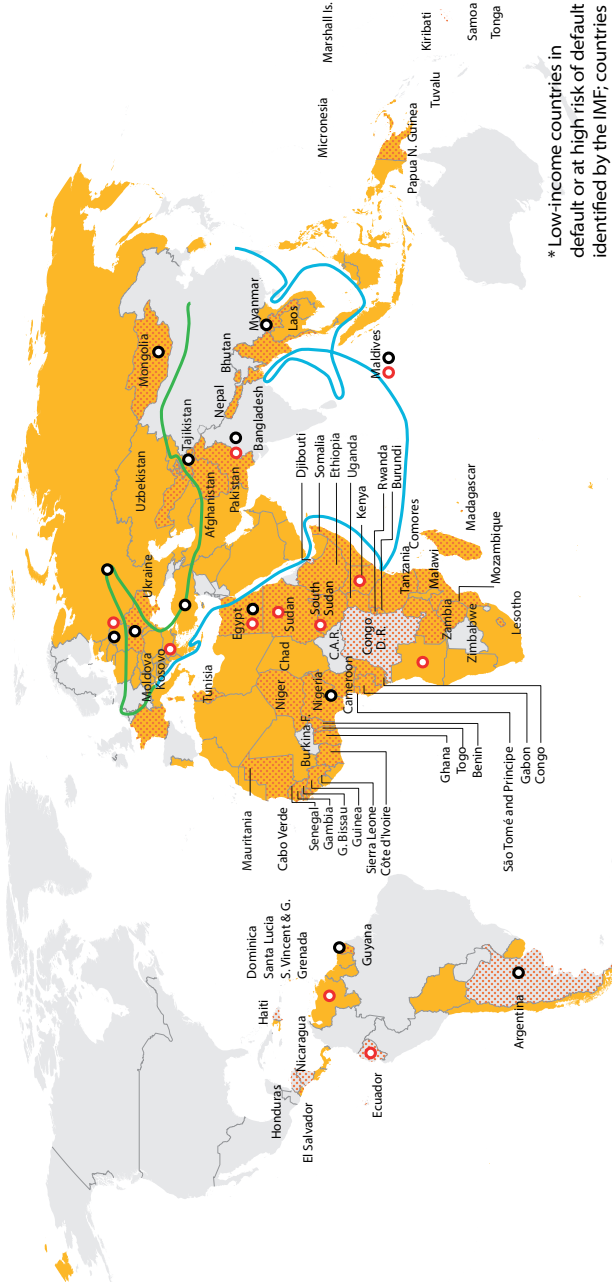 Marshall Is.
Micronesia
Kiribati
Samoa
Tonga
Tuvalu
Papua N. Guinea
* Low-income countries in
default or at high risk of default
identified by the IMF; countries
Mongolia
Myanmar
Laos
Bhutan
Nepal
Bangladesh
Maldives
Tajikistan
Uzbekistan
Afghanistan
Pakistan
Ukraine
Moldova
Kosovo
Djibouti
Somalia
Ethiopia
Uganda
Kenya
Rwanda
Burundi
Tanzania
Comores
Malawi
Madagascar
Mozambique
Egypt
Sudan
South
Sudan
Tunisia
Chad
C.A.R.
Congo
D.R.
Zambia
Zimbabwe
Lesotho
Niger
Nigeria
Cameroon
Burkina F.
Mauritania
Cabo Verde
Senegal
Gambia
G. Bissau
Guinea
Sierra Leone
Côte d'Ivoire
Ghana
Togo
Benin
São Tomé and Principe
Gabon
Congo
Dominica
Santa Lucia
S. Vincent & G.
Grenada
Haiti
Guyana
Nicaragua
Honduras
El Salvador
Ecuador
Argentina